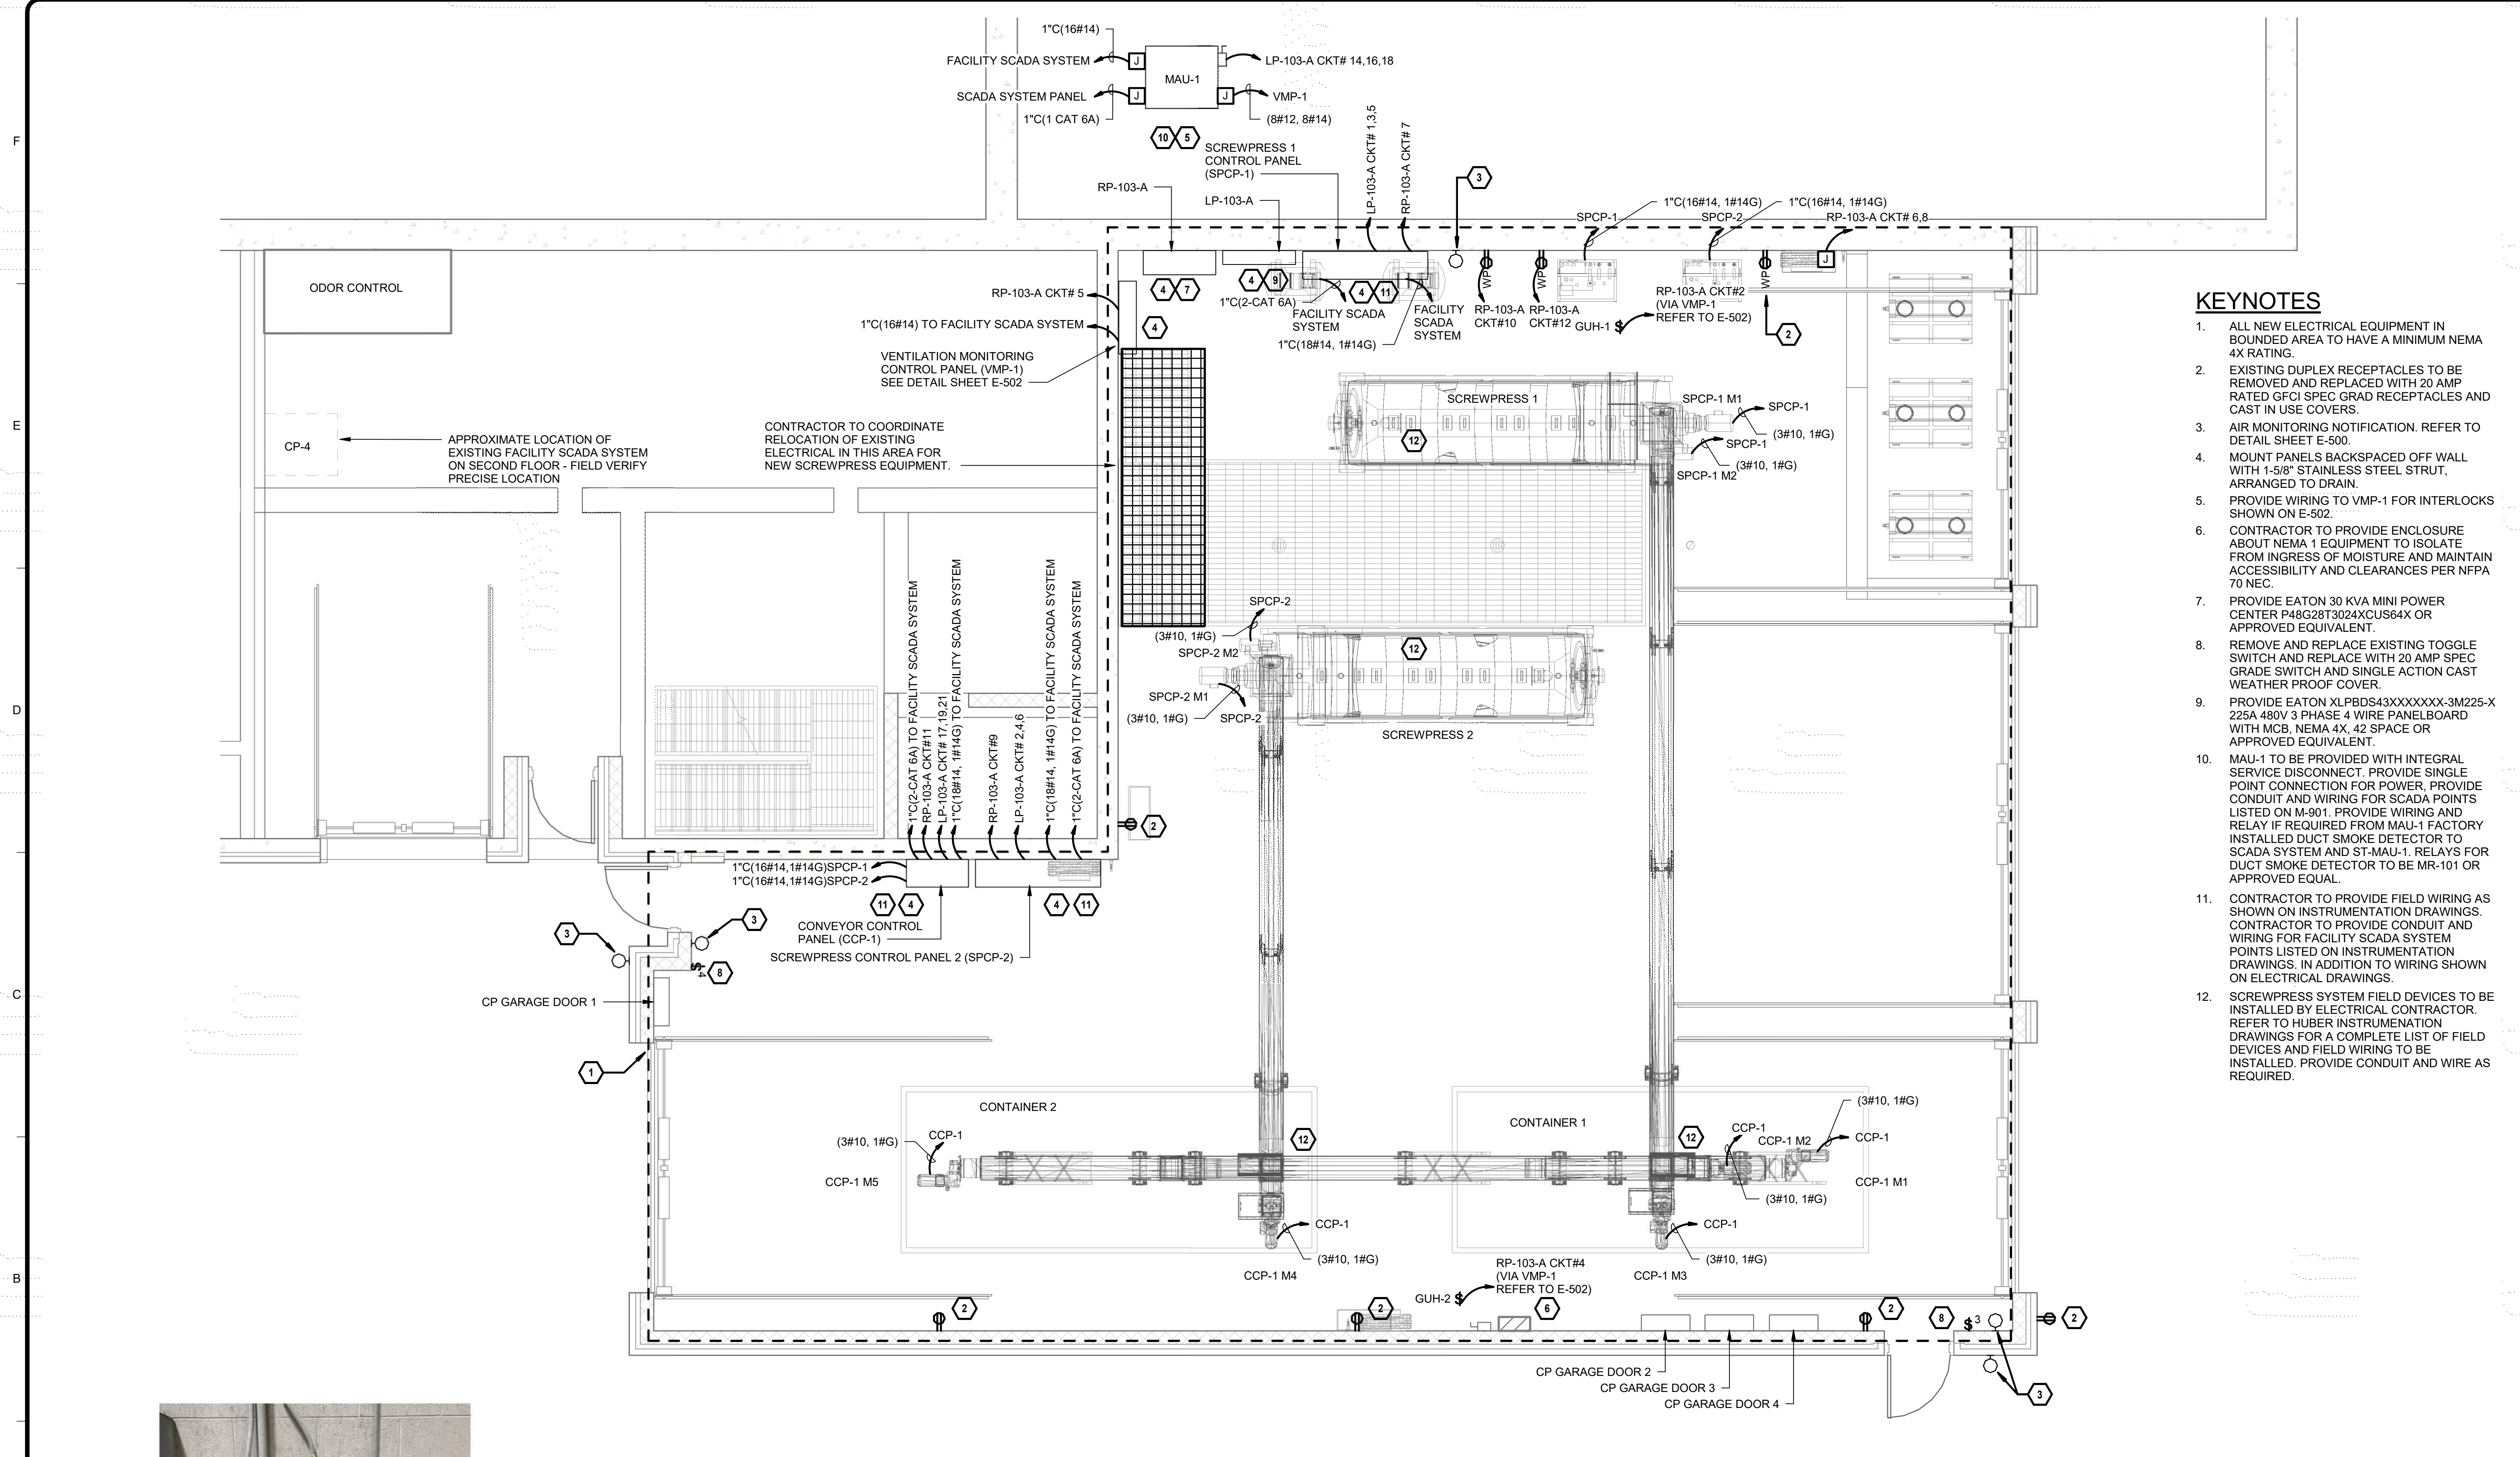 1"C(16#14)
FACILITY SCADA SYSTEM
J
MAU-1
LP-103-A CKT# 14,16,18
SCADA SYSTEM PANEL
J
J
VMP-1
1"C(1 CAT 6A)
(8#12, 8#14)
F
10
5
SCREWPRESS 1
CONTROL PANEL
(SPCP-1)
LP-103-A CKT# 1,3,5
RP-103-A CKT# 7
3
RP-103-A
LP-103-A
1"C(16#14, 1#14G)
1"C(16#14, 1#14G)
SPCP-1
SPCP-2
RP-103-A CKT# 6,8
J
ODOR CONTROL
4
7
4
9
4
11
WP
WP
WP
1"C(2-CAT 6A)
FACILITY SCADA
SYSTEM
FACILITY
SCADA
SYSTEM
1"C(18#14, 1#14G)
RP-103-A
CKT#10
RP-103-A
CKT#12
GUH-1
$
RP-103-A CKT#2
(VIA VMP-1
REFER TO E-502)
2
RP-103-A CKT# 5
1"C(16#14) TO FACILITY SCADA SYSTEM
4
VENTILATION MONITORING
CONTROL PANEL (VMP-1)
SEE DETAIL SHEET E-502
E
CP-4
APPROXIMATE LOCATION OF
EXISTING FACILITY SCADA SYSTEM
ON SECOND FLOOR - FIELD VERIFY
PRECISE LOCATION
CONTRACTOR TO COORDINATE
RELOCATION OF EXISTING
ELECTRICAL IN THIS AREA FOR
NEW SCREWPRESS EQUIPMENT.
SCREWPRESS 1
12
SPCP-1 M1
SPCP-1
(3#10, 1#G)
SPCP-1
(3#10, 1#G)
SPCP-1 M2
SPCP-2
(3#10, 1#G)
SPCP-2 M2
12
SPCP-2 M1
(3#10, 1#G)
SPCP-2
SCREWPRESS 2
D
1"C(2-CAT 6A) TO FACILITY SCADA SYSTEM
RP-103-A CKT#11
LP-103-A CKT# 17,19,21
1"C(18#14, 1#14G) TO FACILITY SCADA SYSTEM
RP-103-A CKT#9
LP-103-A CKT# 2,4,6
1"C(18#14, 1#14G) TO FACILITY SCADA SYSTEM
1"C(2-CAT 6A) TO FACILITY SCADA SYSTEM
2
1"C(16#14,1#14G)SPCP-1
1"C(16#14,1#14G)SPCP-2
11
4
4
11
CONVEYOR CONTROL
PANEL (CCP-1)
SCREWPRESS CONTROL PANEL 2 (SPCP-2)
3
3
$4
8
C
CP GARAGE DOOR 1
1
CONTAINER 2
CONTAINER 1
(3#10, 1#G)
CCP-1
CCP-1 M5
12
12
CCP-1
CCP-1 M2
(3#10, 1#G)
CCP-1
CCP-1 M1
(3#10, 1#G)
CCP-1
(3#10, 1#G)
CCP-1 M4
CCP-1
(3#10, 1#G)
CCP-1 M3
B
RP-103-A CKT#4
(VIA VMP-1
REFER TO E-502)
GUH-2
$
2
2
6
2
8
$3
2
CP GARAGE DOOR 2
CP GARAGE DOOR 3
CP GARAGE DOOR 4
3
KEYNOTES
1. ALL NEW ELECTRICAL EQUIPMENT IN
BOUNDED AREA TO HAVE A MINIMUM NEMA
4X RATING.
2. EXISTING DUPLEX RECEPTACLES TO BE
REMOVED AND REPLACED WITH 20 AMP
RATED GFCI SPEC GRAD RECEPTACLES AND
CAST IN USE COVERS.
3. AIR MONITORING NOTIFICATION. REFER TO
DETAIL SHEET E-500.
4. MOUNT PANELS BACKSPACED OFF WALL
WITH 1-5/8" STAINLESS STEEL STRUT,
ARRANGED TO DRAIN.
5. PROVIDE WIRING TO VMP-1 FOR INTERLOCKS
SHOWN ON E-502.
6. CONTRACTOR TO PROVIDE ENCLOSURE
ABOUT NEMA 1 EQUIPMENT TO ISOLATE
FROM INGRESS OF MOISTURE AND MAINTAIN
ACCESSIBILITY AND CLEARANCES PER NFPA
70 NEC.
7. PROVIDE EATON 30 KVA MINI POWER
CENTER P48G28T3024XCUS64X OR
APPROVED EQUIVALENT.
8. REMOVE AND REPLACE EXISTING TOGGLE
SWITCH AND REPLACE WITH 20 AMP SPEC
GRADE SWITCH AND SINGLE ACTION CAST
WEATHER PROOF COVER.
9. PROVIDE EATON XLPBDS43XXXXXXX-3M225-X
225A 480V 3 PHASE 4 WIRE PANELBOARD
WITH MCB, NEMA 4X, 42 SPACE OR
APPROVED EQUIVALENT.
10. MAU-1 TO BE PROVIDED WITH INTEGRAL
SERVICE DISCONNECT. PROVIDE SINGLE
POINT CONNECTION FOR POWER, PROVIDE
CONDUIT AND WIRING FOR SCADA POINTS
LISTED ON M-901. PROVIDE WIRING AND
RELAY IF REQUIRED FROM MAU-1 FACTORY
INSTALLED DUCT SMOKE DETECTOR TO
SCADA SYSTEM AND ST-MAU-1. RELAYS FOR
DUCT SMOKE DETECTOR TO BE MR-101 OR
APPROVED EQUAL.
11. CONTRACTOR TO PROVIDE FIELD WIRING AS
SHOWN ON INSTRUMENTATION DRAWINGS.
CONTRACTOR TO PROVIDE CONDUIT AND
WIRING FOR FACILITY SCADA SYSTEM
POINTS LISTED ON INSTRUMENTATION
DRAWINGS. IN ADDITION TO WIRING SHOWN
ON ELECTRICAL DRAWINGS.
12. SCREWPRESS SYSTEM FIELD DEVICES TO BE
INSTALLED BY ELECTRICAL CONTRACTOR.
REFER TO HUBER INSTRUMENATION
DRAWINGS FOR A COMPLETE LIST OF FIELD
DEVICES AND FIELD WIRING TO BE
INSTALLED. PROVIDE CONDUIT AND WIRE AS
REQUIRED.